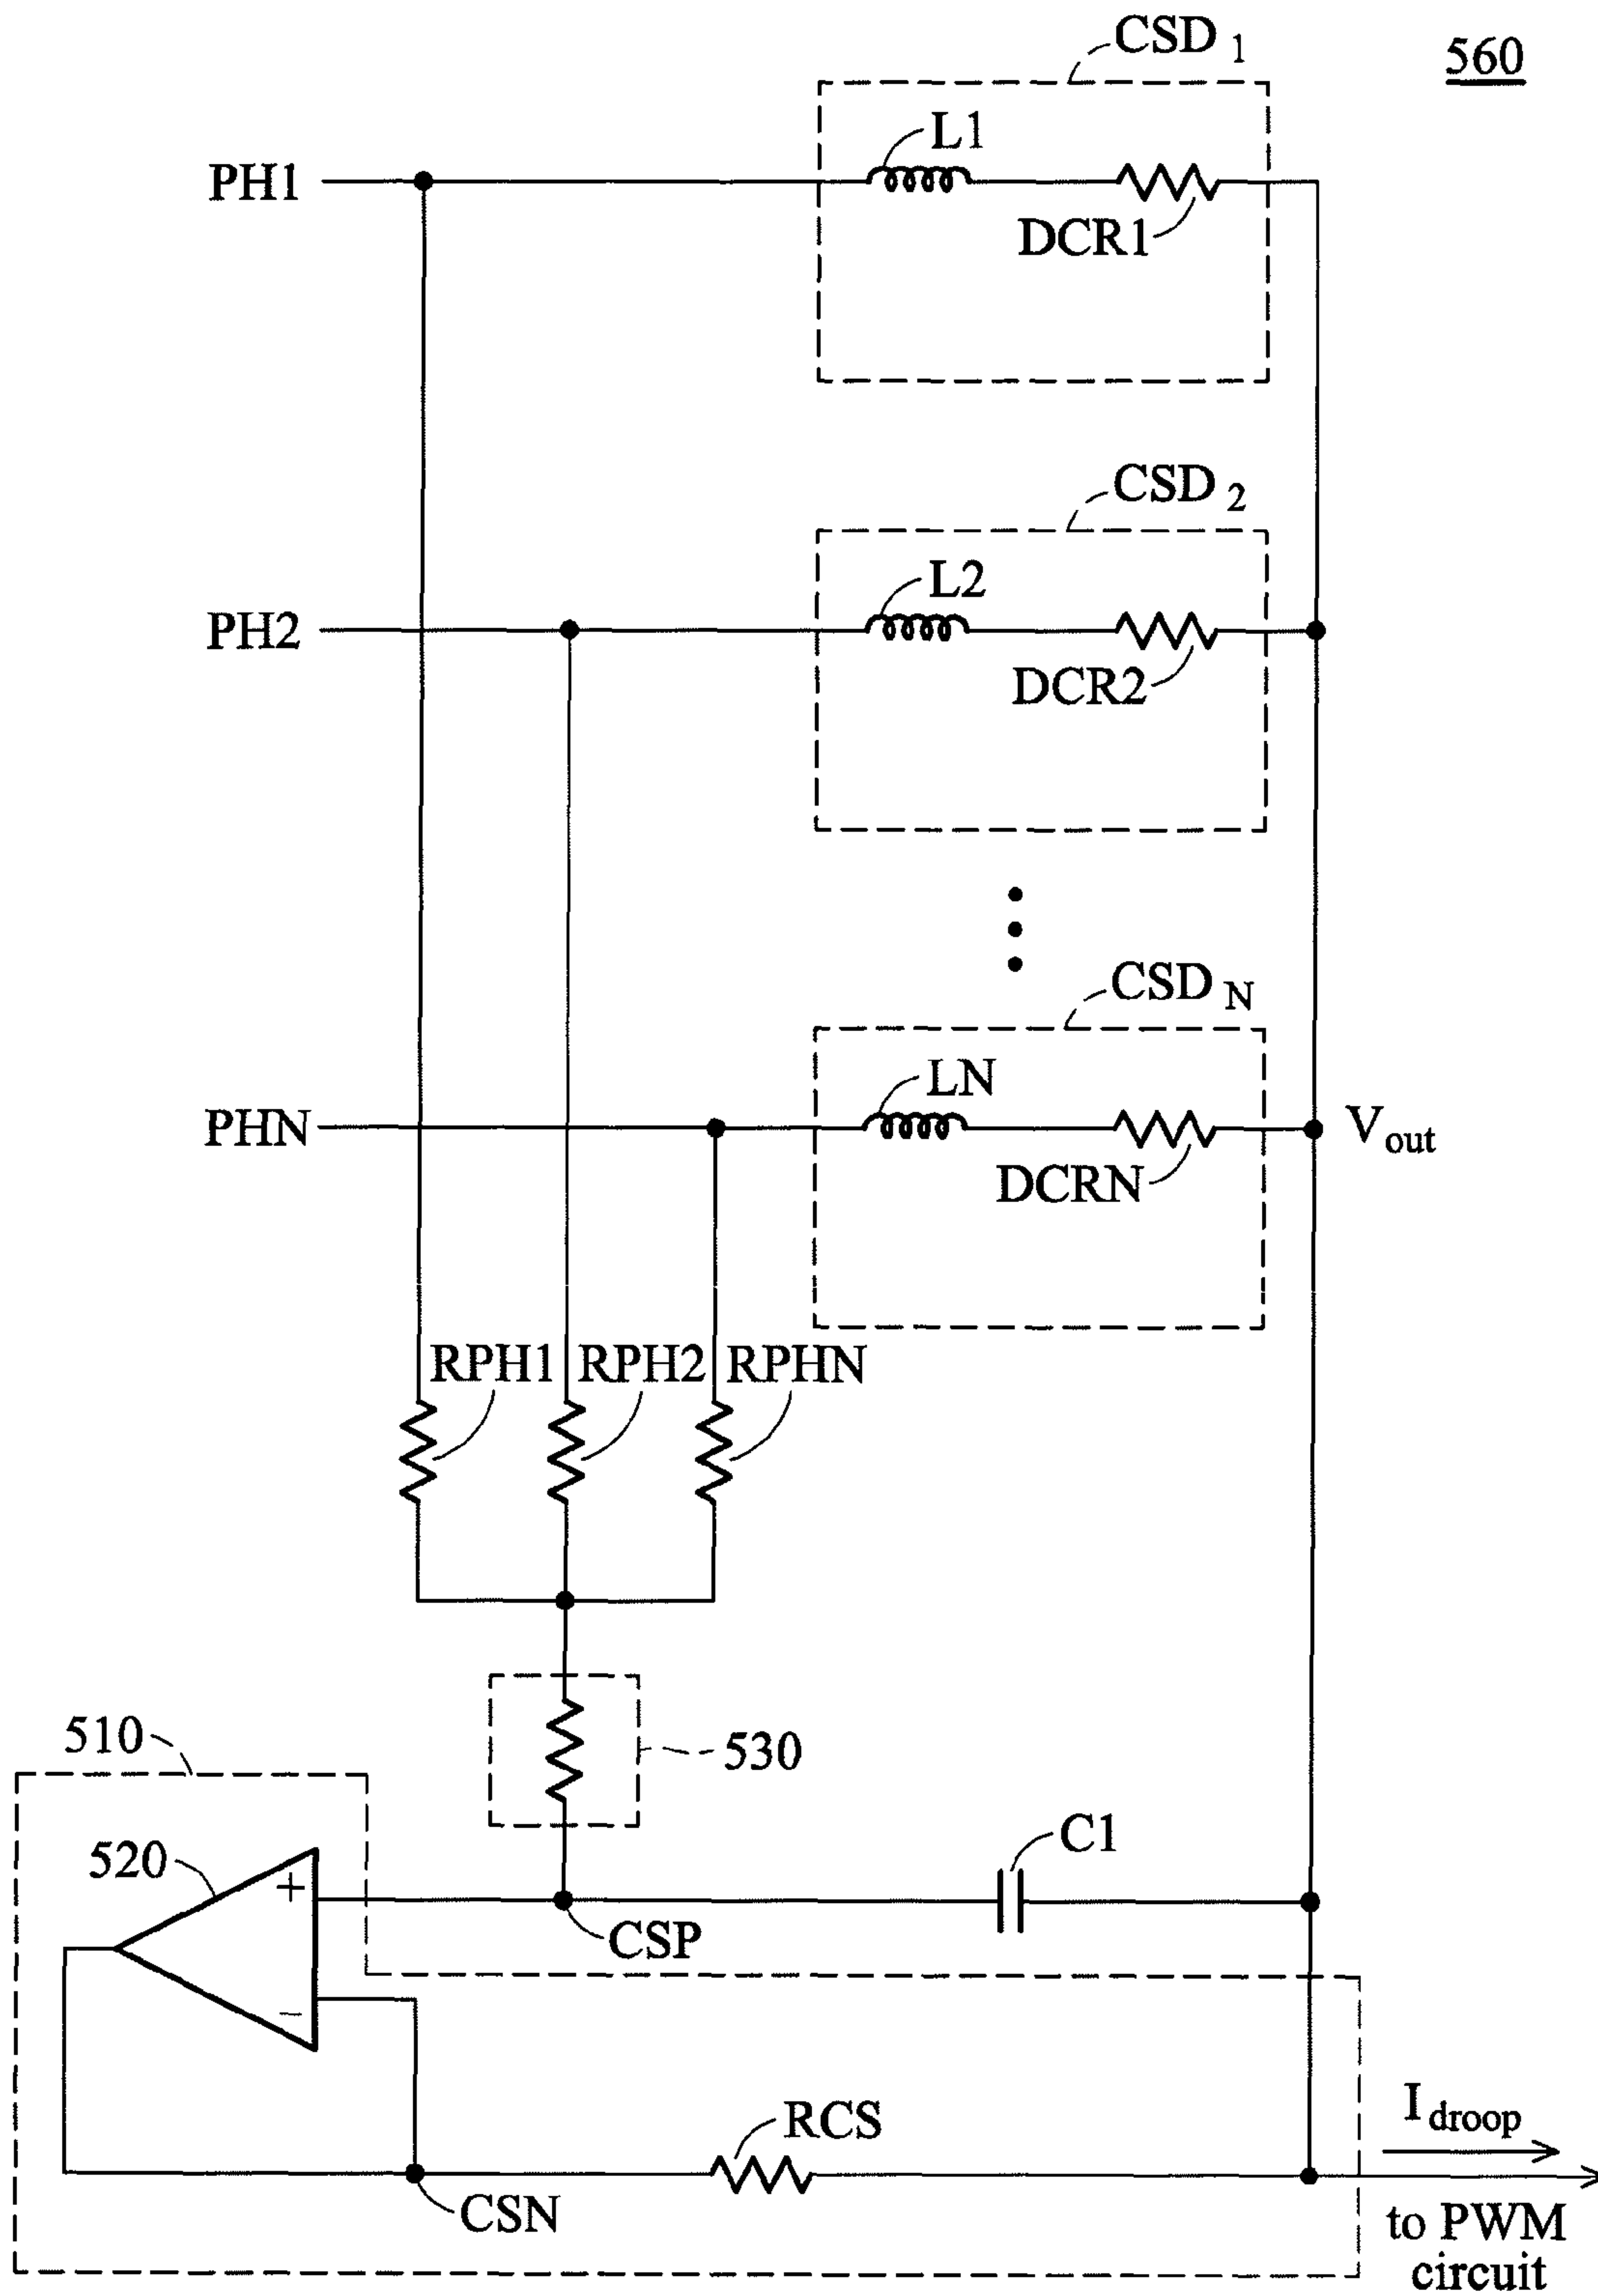 560
CSD 1
L1
PH1
DCR1
CSD 2
L2
PH2
DCR2
CSD N
LN
PHN
Vout
DCRN
RPH1 RPH2 RPHN
510
530
520
C1
+
CSP
−
Idroop
RCS
CSN
to PWM
circuit